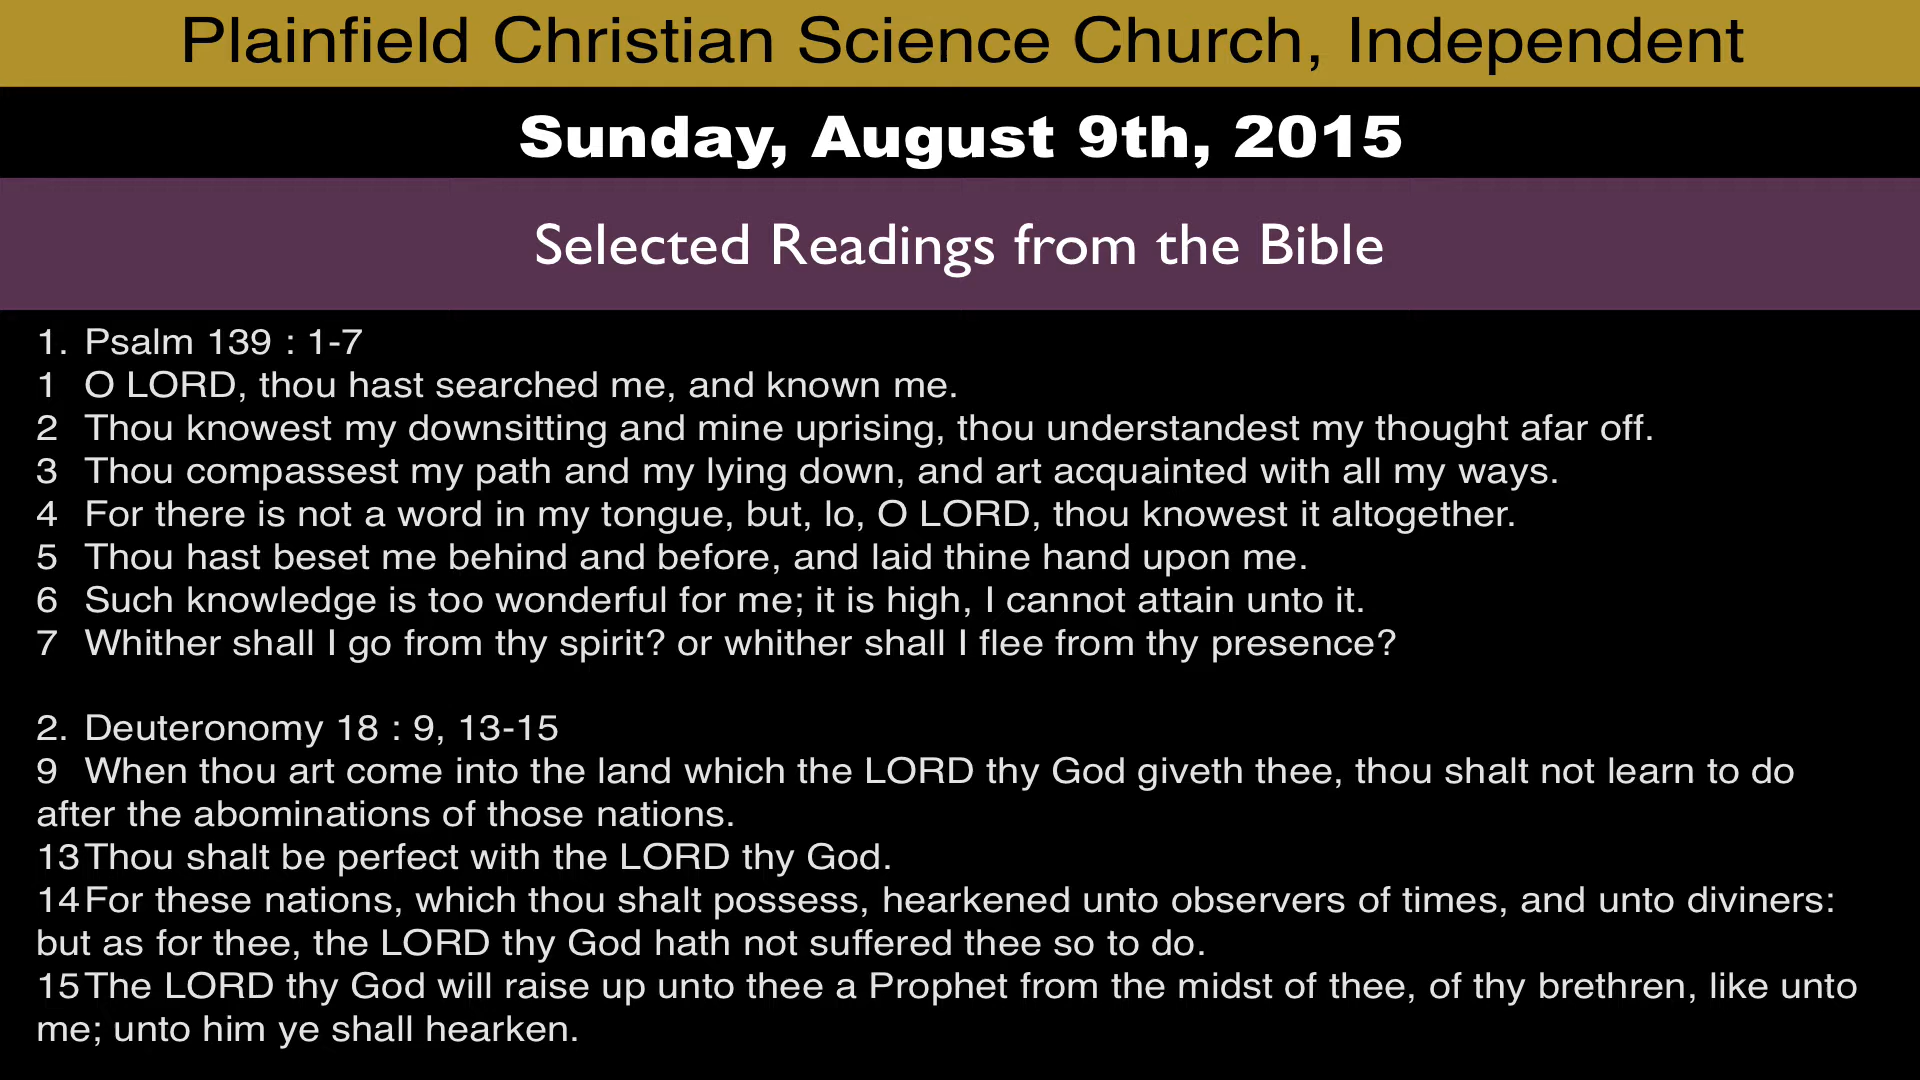 Plainfield Christian Science Church, Independent
Sunday, August 9th, 2015
Selected Readings from the Bible
1. Psalm 139 : 1-7
1 O LORD, thou hast searched me, and known me.
2 Thou knowest my downsitting and mine uprising, thou understandest my thought afar off.
3 Thou compassest my path and my lying down, and art acquainted with all my ways.
4 For there is not a word in my tongue, but, lo, O LORD, thou knowest it altogether.
5 Thou hast beset me behind and before, and laid thine hand upon me.
6 Such knowledge is too wonderful for me; it is high, I cannot attain unto it.
7 Whither shall I go from thy spirit? or whither shall I flee from thy presence?
2. Deuteronomy 18 : 9, 13-15
9 When thou art come into the land which the LORD thy God giveth thee, thou shalt not learn to do
after the abominations of those nations.
13 Thou shalt be perfect with the LORD thy God.
14 For these nations, which thou shalt possess, hearkened unto observers of times, and unto diviners:
but as for thee, the LORD thy God hath not suffered thee so to do.
15 The LORD thy God will raise up unto thee a Prophet from the midst of thee, of thy brethren, like unto
me; unto him ye shall hearken.